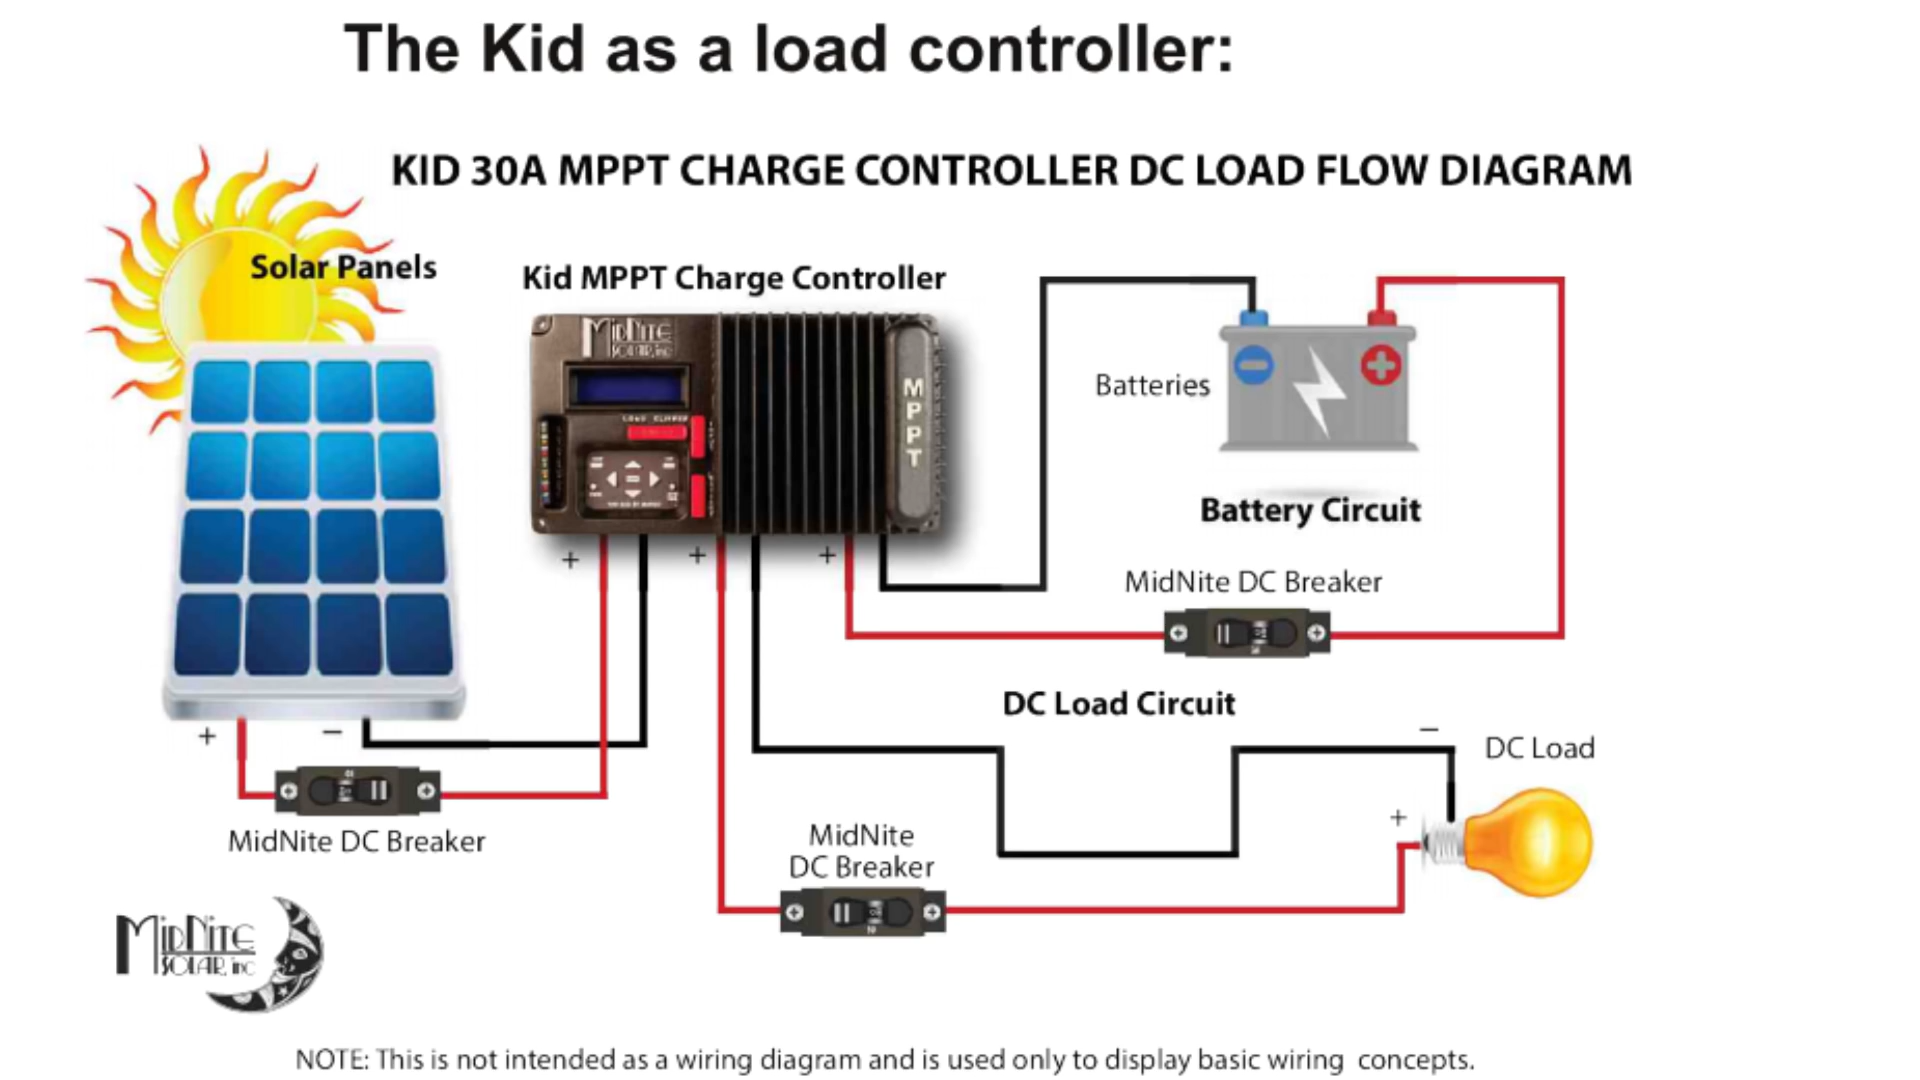 The Kid as a load controller:
KID 30A MPPT CHARGE CONTROLLER DC LOAD FLOW DIAGRAM
Solar Panels
Kid MPPT Charge Controller
MIDNITE
SOLAR, inc
MPPT
Batteries
Battery Circuit
+
+
+
MidNite DC Breaker
DC Load Circuit
+
−
−
DC Load
+
MidNite DC Breaker
MidNite
DC Breaker
MIDNITE
SOLAR, inc
NOTE: This is not intended as a wiring diagram and is used only to display basic wiring concepts.